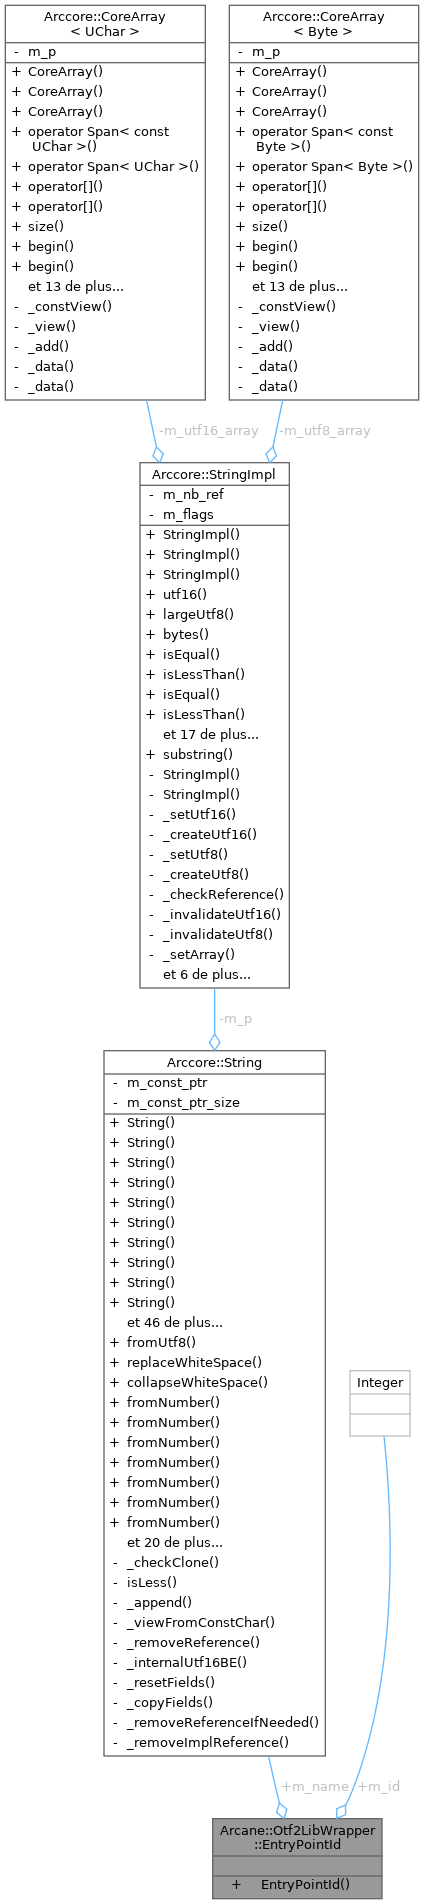 Arccore::CoreArray
< UChar >
- m_p
+ CoreArray()
+ CoreArray()
+ CoreArray()
+ operator Span< const
UChar >()
+ operator Span< UChar >()
+ operator[]()
+ operator[]()
+ size()
+ begin()
+ begin()
et 13 de plus...
- _constView()
- _view()
- _add()
- _data()
- _data()
Arccore::CoreArray
< Byte >
- m_p
+ CoreArray()
+ CoreArray()
+ CoreArray()
+ operator Span< const
Byte >()
+ operator Span< Byte >()
+ operator[]()
+ operator[]()
+ size()
+ begin()
+ begin()
et 13 de plus...
- _constView()
- _view()
- _add()
- _data()
- _data()
-m_utf16_array
-m_utf8_array
Arccore::StringImpl
- m_nb_ref
- m_flags
+ StringImpl()
+ StringImpl()
+ StringImpl()
+ utf16()
+ largeUtf8()
+ bytes()
+ isEqual()
+ isLessThan()
+ isEqual()
+ isLessThan()
et 17 de plus...
+ substring()
- StringImpl()
- StringImpl()
- _setUtf16()
- _createUtf16()
- _setUtf8()
- _createUtf8()
- _checkReference()
- _invalidateUtf16()
- _invalidateUtf8()
- _setArray()
et 6 de plus...
-m_p
Arccore::String
- m_const_ptr
- m_const_ptr_size
+ String()
+ String()
+ String()
+ String()
+ String()
+ String()
+ String()
+ String()
+ String()
+ String()
et 46 de plus...
+ fromUtf8()
+ replaceWhiteSpace()
+ collapseWhiteSpace()
+ fromNumber()
+ fromNumber()
+ fromNumber()
+ fromNumber()
+ fromNumber()
+ fromNumber()
+ fromNumber()
et 20 de plus...
- _checkClone()
- isLess()
- _append()
- _viewFromConstChar()
- _removeReference()
- _internalUtf16BE()
- _resetFields()
- _copyFields()
- _removeReferenceIfNeeded()
- _removeImplReference()
Integer
+m_name
+m_id
Arcane::Otf2LibWrapper
::EntryPointId
+ EntryPointId()